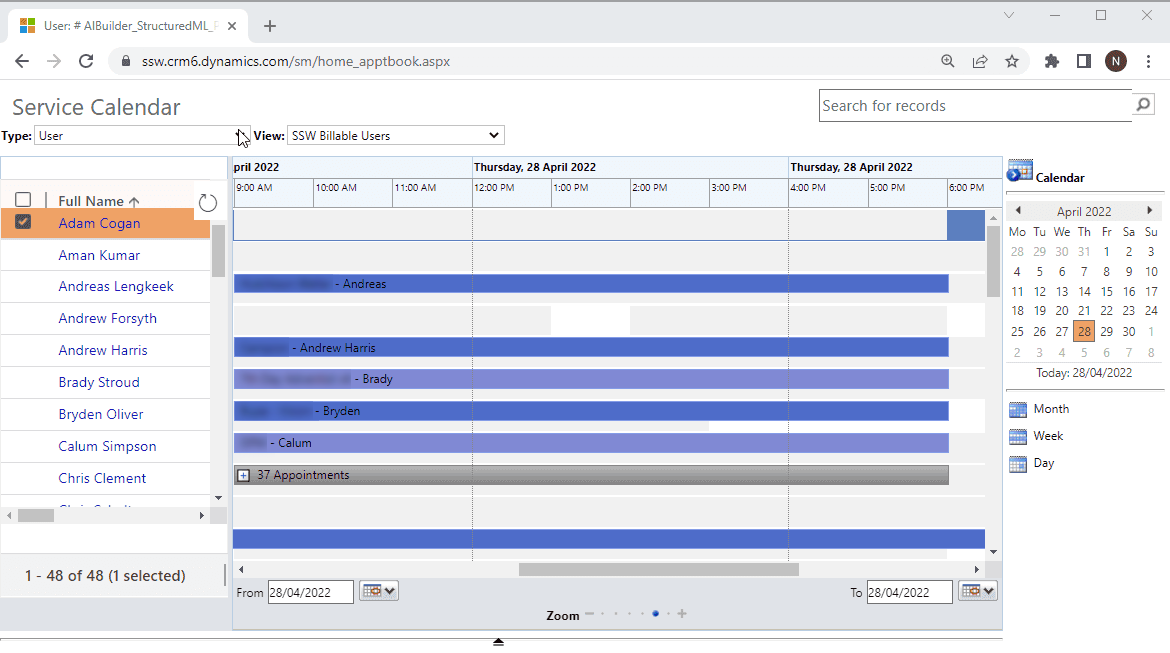 User: # AIBuilder_StructuredML_
ssw.crm6.dynamics.com/sm/home_apptbook.aspx
N
Service Calendar
Search for records
Type: User View: SSW Billable Users
pril 2022 Thursday, 28 April 2022 Thursday, 28 April 2022
9:00 AM 10:00 AM 11:00 AM 12:00 PM 1:00 PM 2:00 PM 3:00 PM 4:00 PM 5:00 PM 6:00 PM
Full Name
Adam Cogan
Aman Kumar
Andreas Lengkeek
Andrew Forsyth
Andrew Harris
Brady Stroud
Bryden Oliver
Calum Simpson
Chris Clement
1 - 48 of 48 (1 selected)
- Andreas
- Andrew Harris
- Brady
- Bryden
- Calum
37 Appointments
From 28/04/2022
To 28/04/2022
Zoom
Calendar
April 2022
Mo Tu We Th Fr Sa Su
28 29 30 31 1 2 3
4 5 6 7 8 9 10
11 12 13 14 15 16 17
18 19 20 21 22 23 24
25 26 27 28 29 30 1
2 3 4 5 6 7 8
Today: 28/04/2022
Month
Week
Day